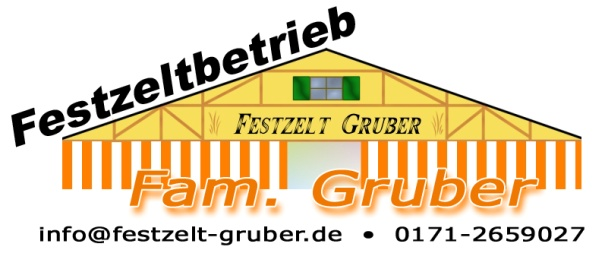 Festzeltbetrieb
FESTZELT GRUBER
Fam. Gruber
info@festzelt-gruber.de • 0171-2659027